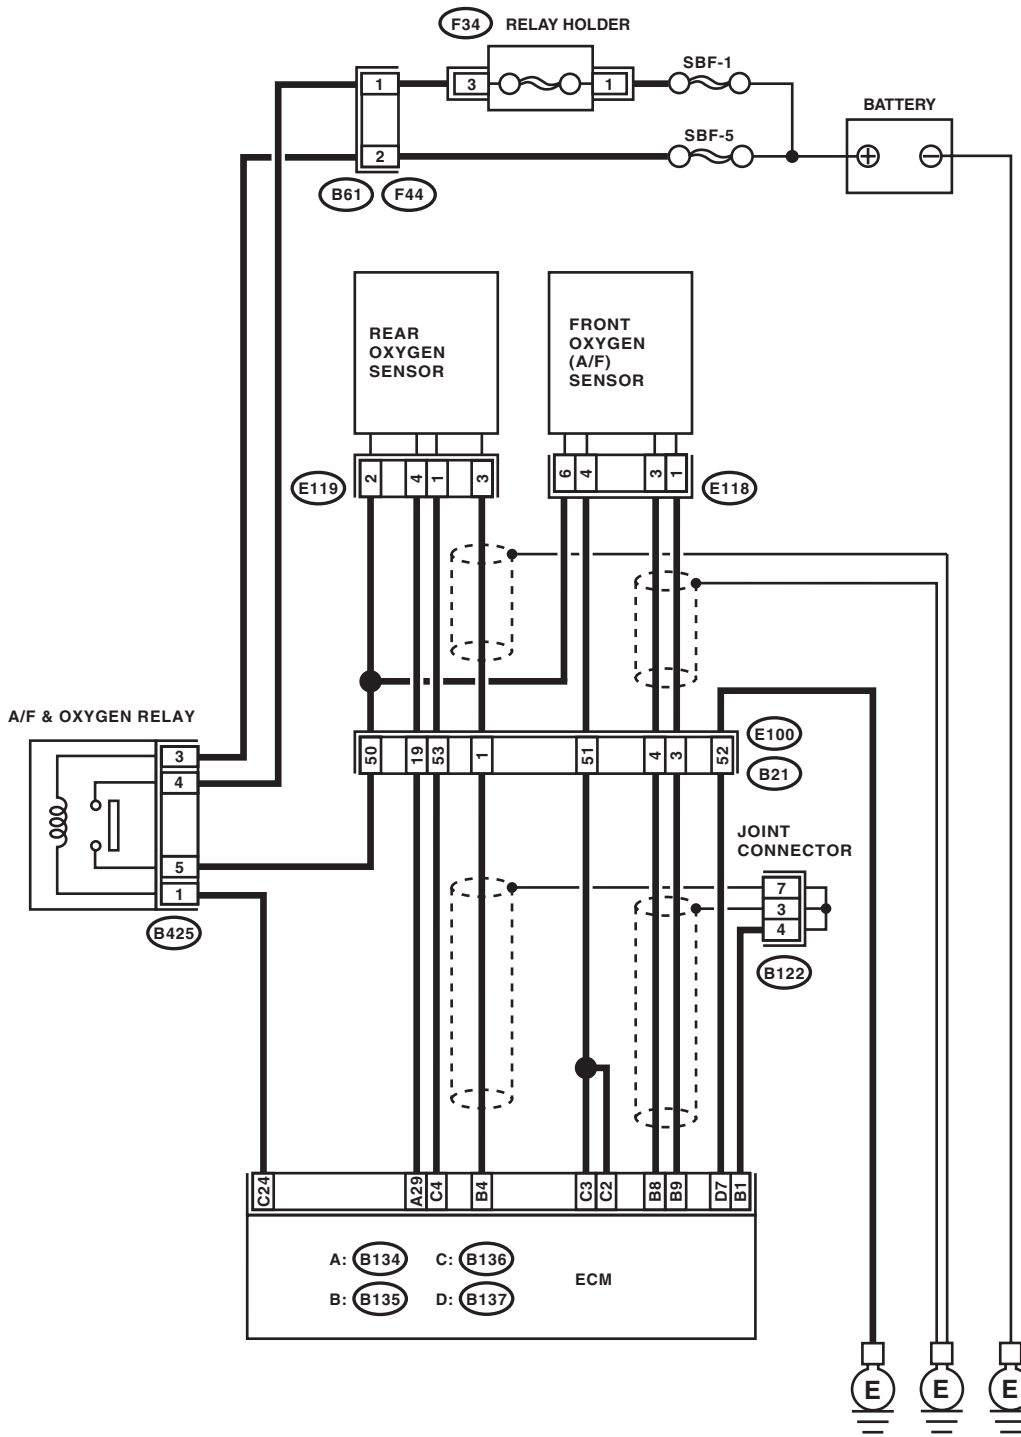 F34 RELAY HOLDER
SBF-1
1 3 1
BATTERY
SBF-5
2
B61 F44
REAR
OXYGEN
SENSOR
FRONT
OXYGEN
(A/F)
SENSOR
E119 2 4 1 3
6 4 3 1 E118
A/F & OXYGEN RELAY
3
4
5
1
B425
50 19 53 1 51 4 3 52
E100
B21
JOINT
CONNECTOR
7
3
4
B122
C24 A29 C4 B4 C3 C2 B8 B9 D7 B1
A: B134 C: B136
B: B135 D: B137
ECM
E E E